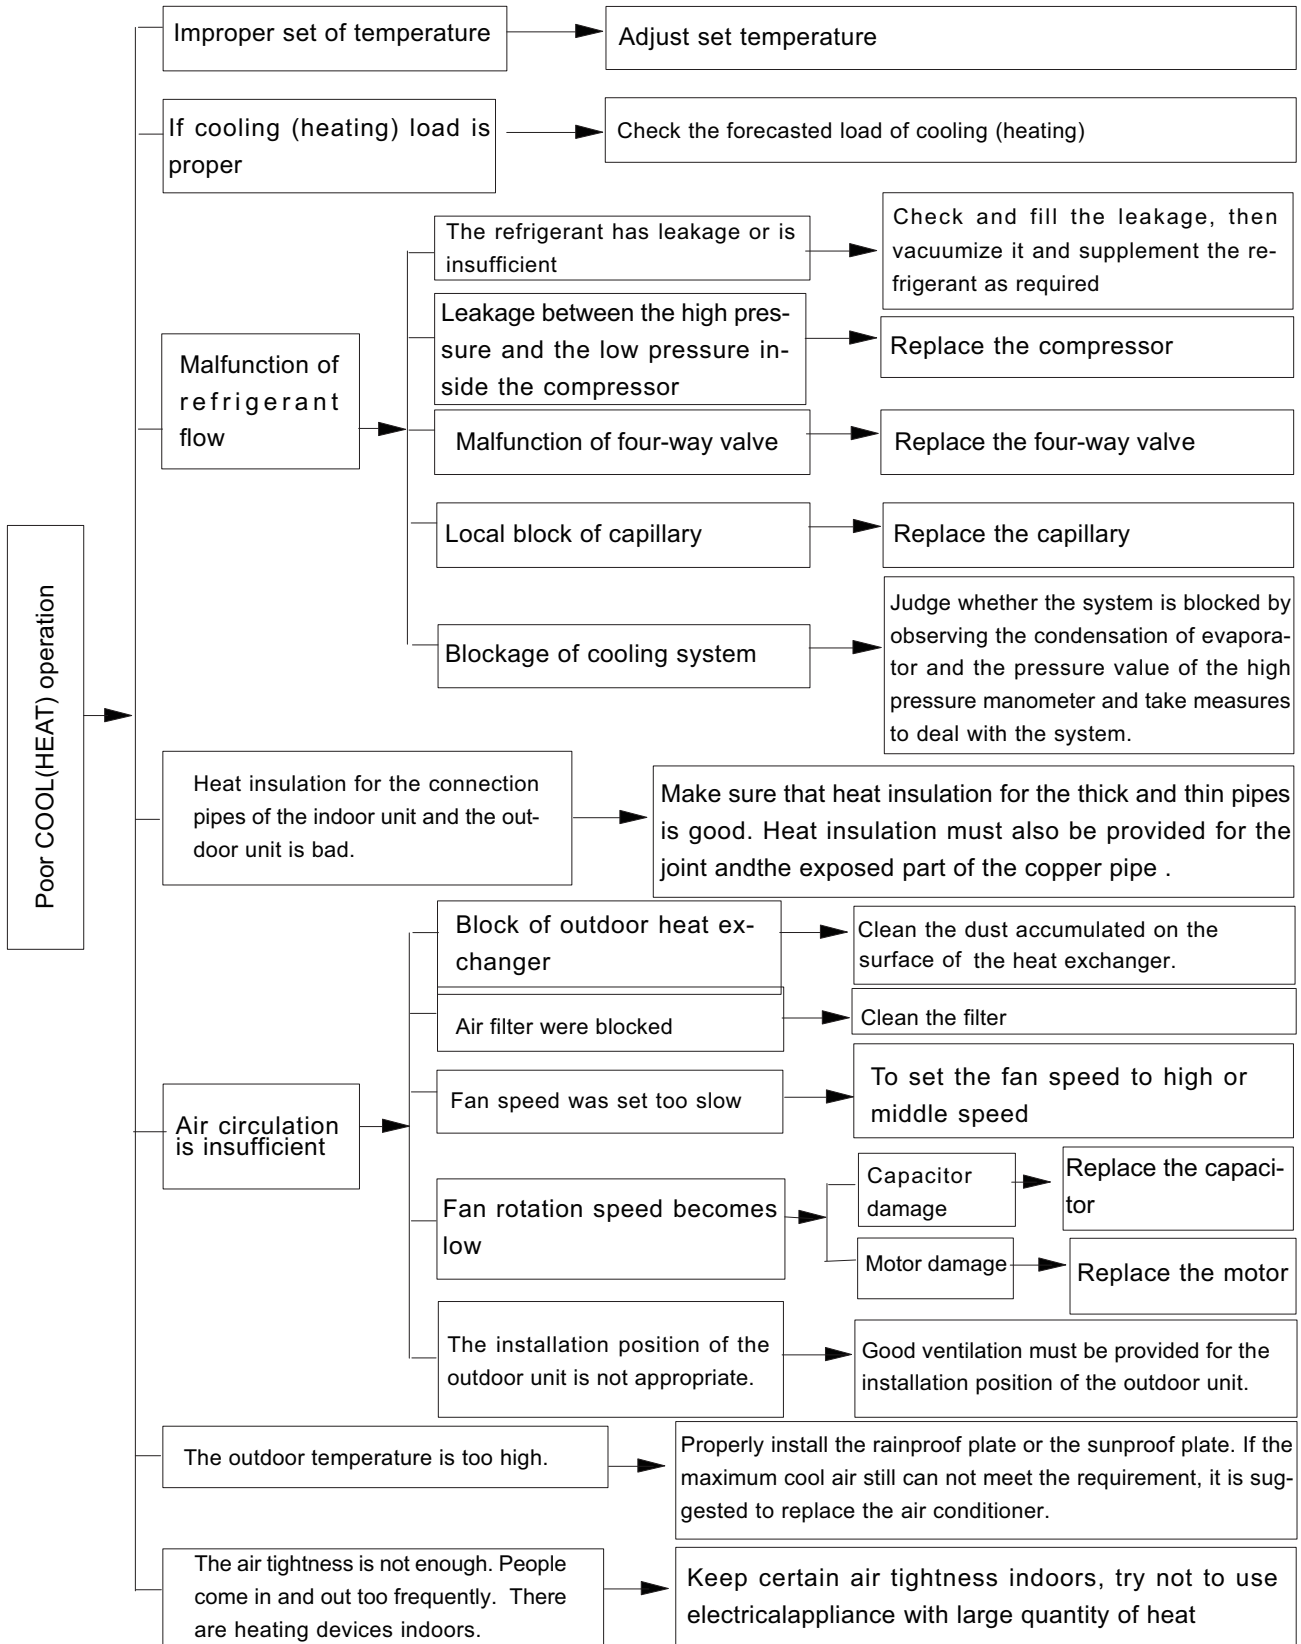 Improper set of temperature
Adjust set temperature
If cooling (heating) load is
proper
Check the forecasted load of cooling (heating)
Malfunction of
refrigerant
flow
The refrigerant has leakage or is
insufficient
Check and fill the leakage, then
vacuumize it and supplement the re-
frigerant as required
Leakage between the high pres-
sure and the low pressure in-
side the compressor
Replace the compressor
Malfunction of four-way valve
Replace the four-way valve
Local block of capillary
Replace the capillary
Blockage of cooling system
Judge whether the system is blocked by
observing the condensation of evapora-
tor and the pressure value of the high
pressure manometer and take measures
to deal with the system.
Poor COOL(HEAT) operation
Heat insulation for the connection
pipes of the indoor unit and the out-
door unit is bad.
Make sure that heat insulation for the thick and thin pipes
is good. Heat insulation must also be provided for the
joint andthe exposed part of the copper pipe .
Air circulation
is insufficient
Block of outdoor heat ex-
changer
Clean the dust accumulated on the
surface of the heat exchanger.
Air filter were blocked
Clean the filter
Fan speed was set too slow
To set the fan speed to high or
middle speed
Fan rotation speed becomes
low
Capacitor
damage
Replace the capaci-
tor
Motor damage
Replace the motor
The installation position of the
outdoor unit is not appropriate.
Good ventilation must be provided for the
installation position of the outdoor unit.
The outdoor temperature is too high.
Properly install the rainproof plate or the sunproof plate. If the
maximum cool air still can not meet the requirement, it is sug-
gested to replace the air conditioner.
The air tightness is not enough. People
come in and out too frequently. There
are heating devices indoors.
Keep certain air tightness indoors, try not to use
electricalappliance with large quantity of heat